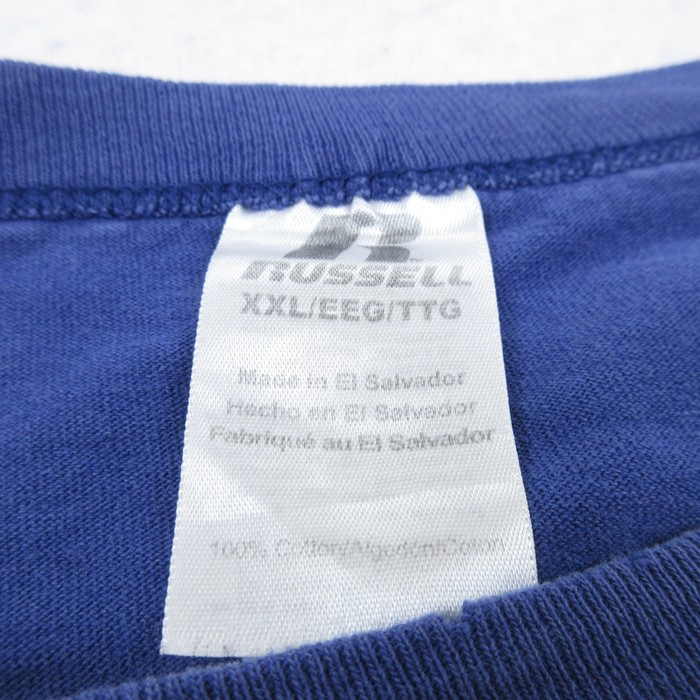 R™
RUSSELL
XXL/EEG/TTG
Made in El Salvador
Hecho en El Salvador
Fabriqué au El Salvador
100% Cotton/Algodón/Coton